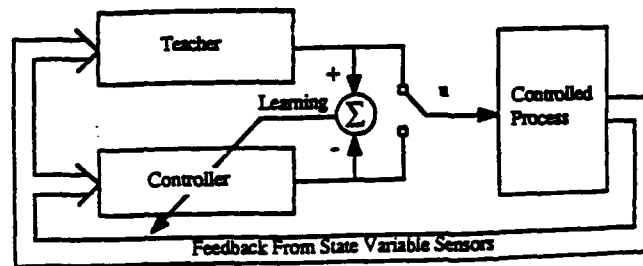 Teacher
+
Learning
Σ
u
Controlled
Process
-
Controller
Feedback From State Variable Sensors